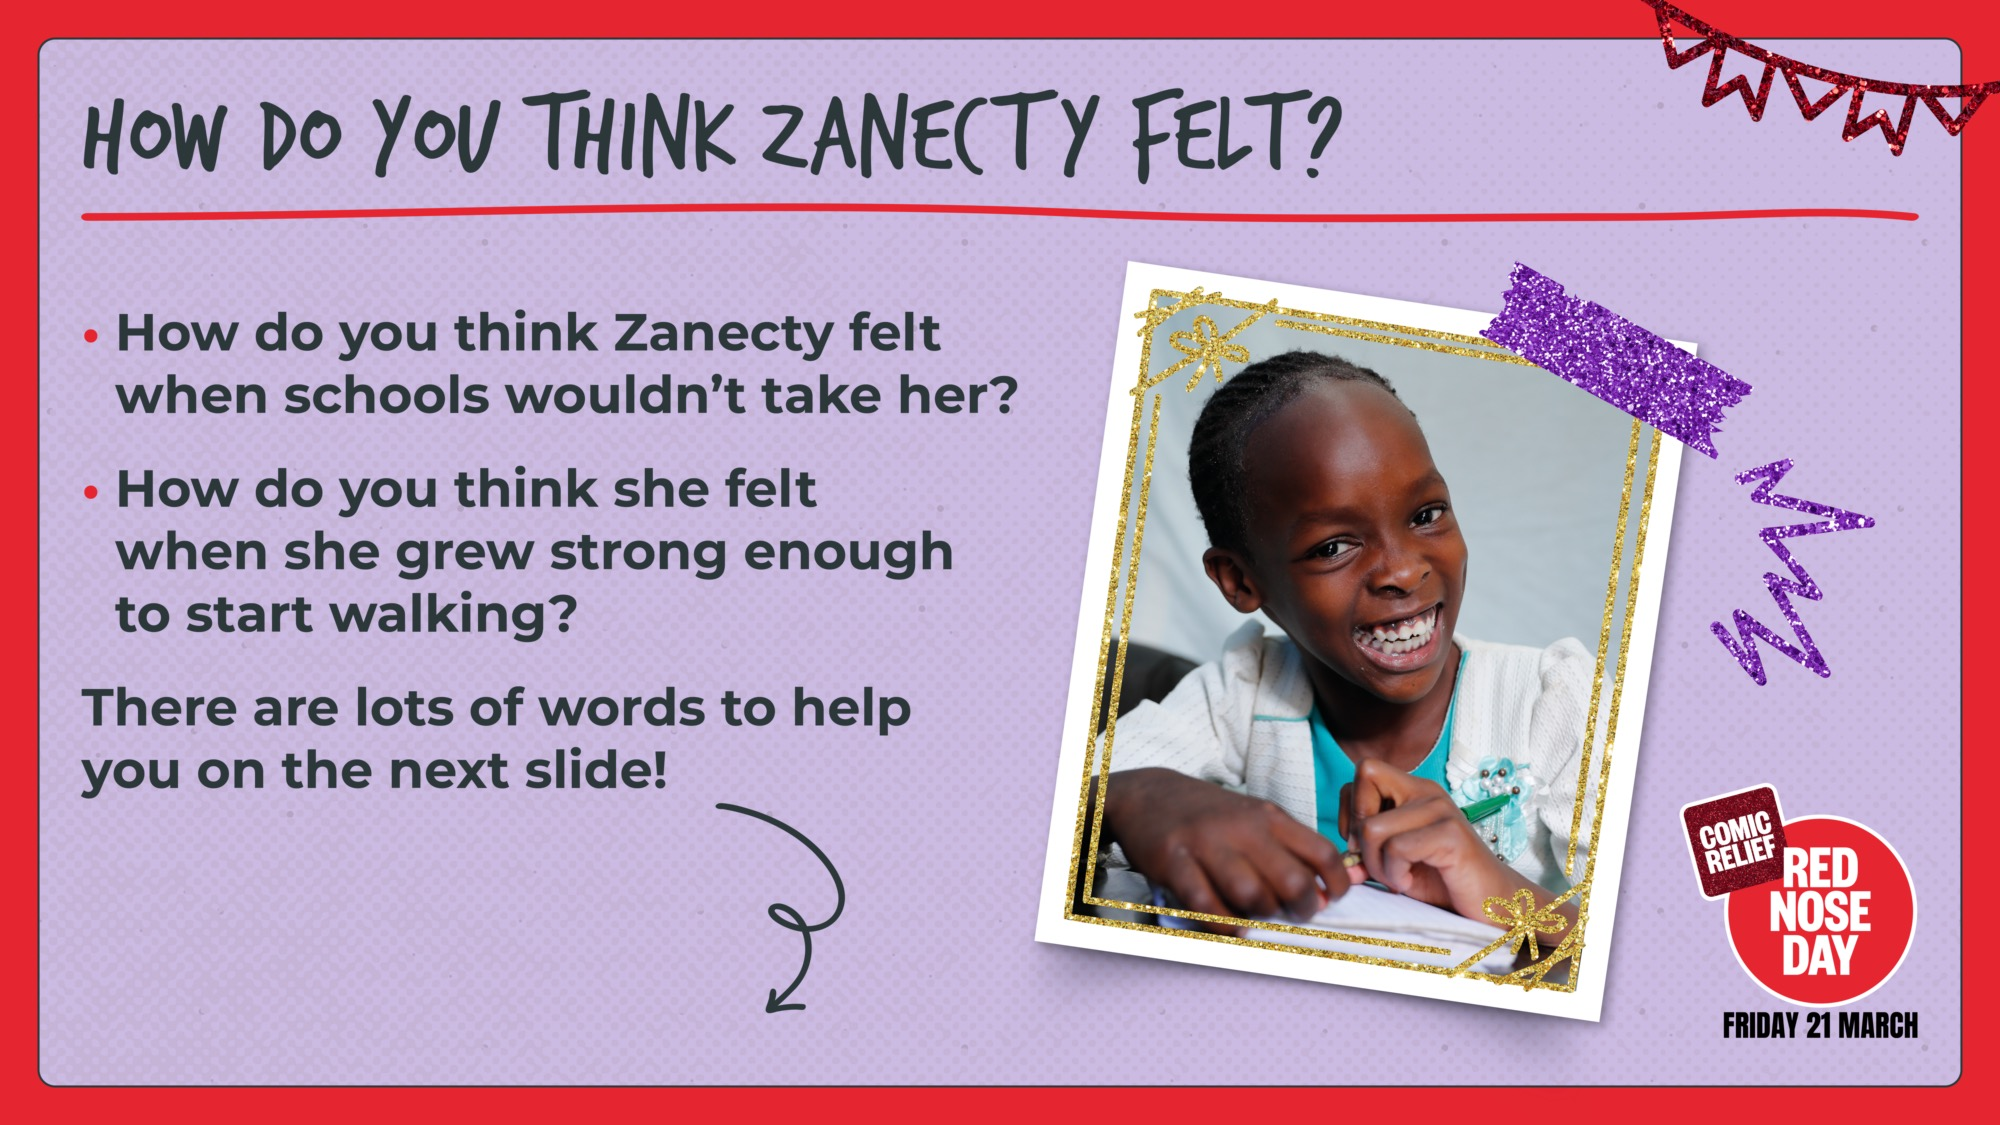 HOW DO YOU THINK ZANECTY FELT?
• How do you think Zanecty felt
when schools wouldn’t take her?
• How do you think she felt
when she grew strong enough
to start walking?
There are lots of words to help
you on the next slide!
COMIC
RELIEF
RED
NOSE
DAY
FRIDAY 21 MARCH